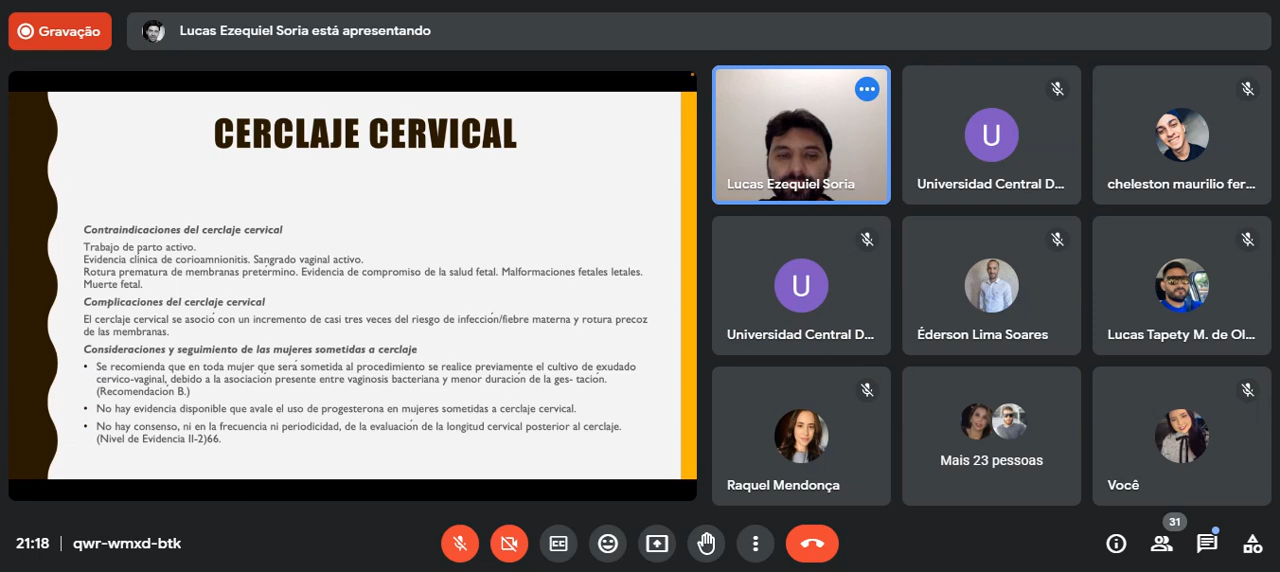 Gravação
Lucas Ezequiel Soria está apresentando
CERCLAJE CERVICAL
Contraindicaciones del cerclaje cervical
Trabajo de parto activo.
Evidencia clínica de corioamnionitis. Sangrado vaginal activo.
Rotura prematura de membranas pretermino. Evidencia de compromiso de la salud fetal. Malformaciones fetales letales.
Muerte fetal.
Complicaciones del cerclaje cervical
El cerclaje cervical se asoció con un incremento de casi tres veces del riesgo de infección/fiebre materna y rotura precoz
de las membranas.
Consideraciones y seguimiento de las mujeres sometidas a cerclaje
• Se recomienda que en toda mujer que será sometida al procedimiento se realice previamente el cultivo de exudado
cervico-vaginal, debido a la asociación presente entre vaginosis bacteriana y menor duración de la ges- tación.
(Recomendación B.)
• No hay evidencia disponible que avale el uso de progesterona en mujeres sometidas a cerclaje cervical.
• No hay consenso, ni en la frecuencia ni periodicidad, de la evaluación de la longitud cervical posterior al cerclaje.
(Nivel de Evidencia II-2)66.
Lucas Ezequiel Soria
U
Universidad Central D...
cheleston maurilio fer...
U
Universidad Central D...
Éderson Lima Soares
Lucas Tapety M. de Ol...
Raquel Mendonça
Mais 23 pessoas
Você
21:18
qwr-wmxd-btk
31